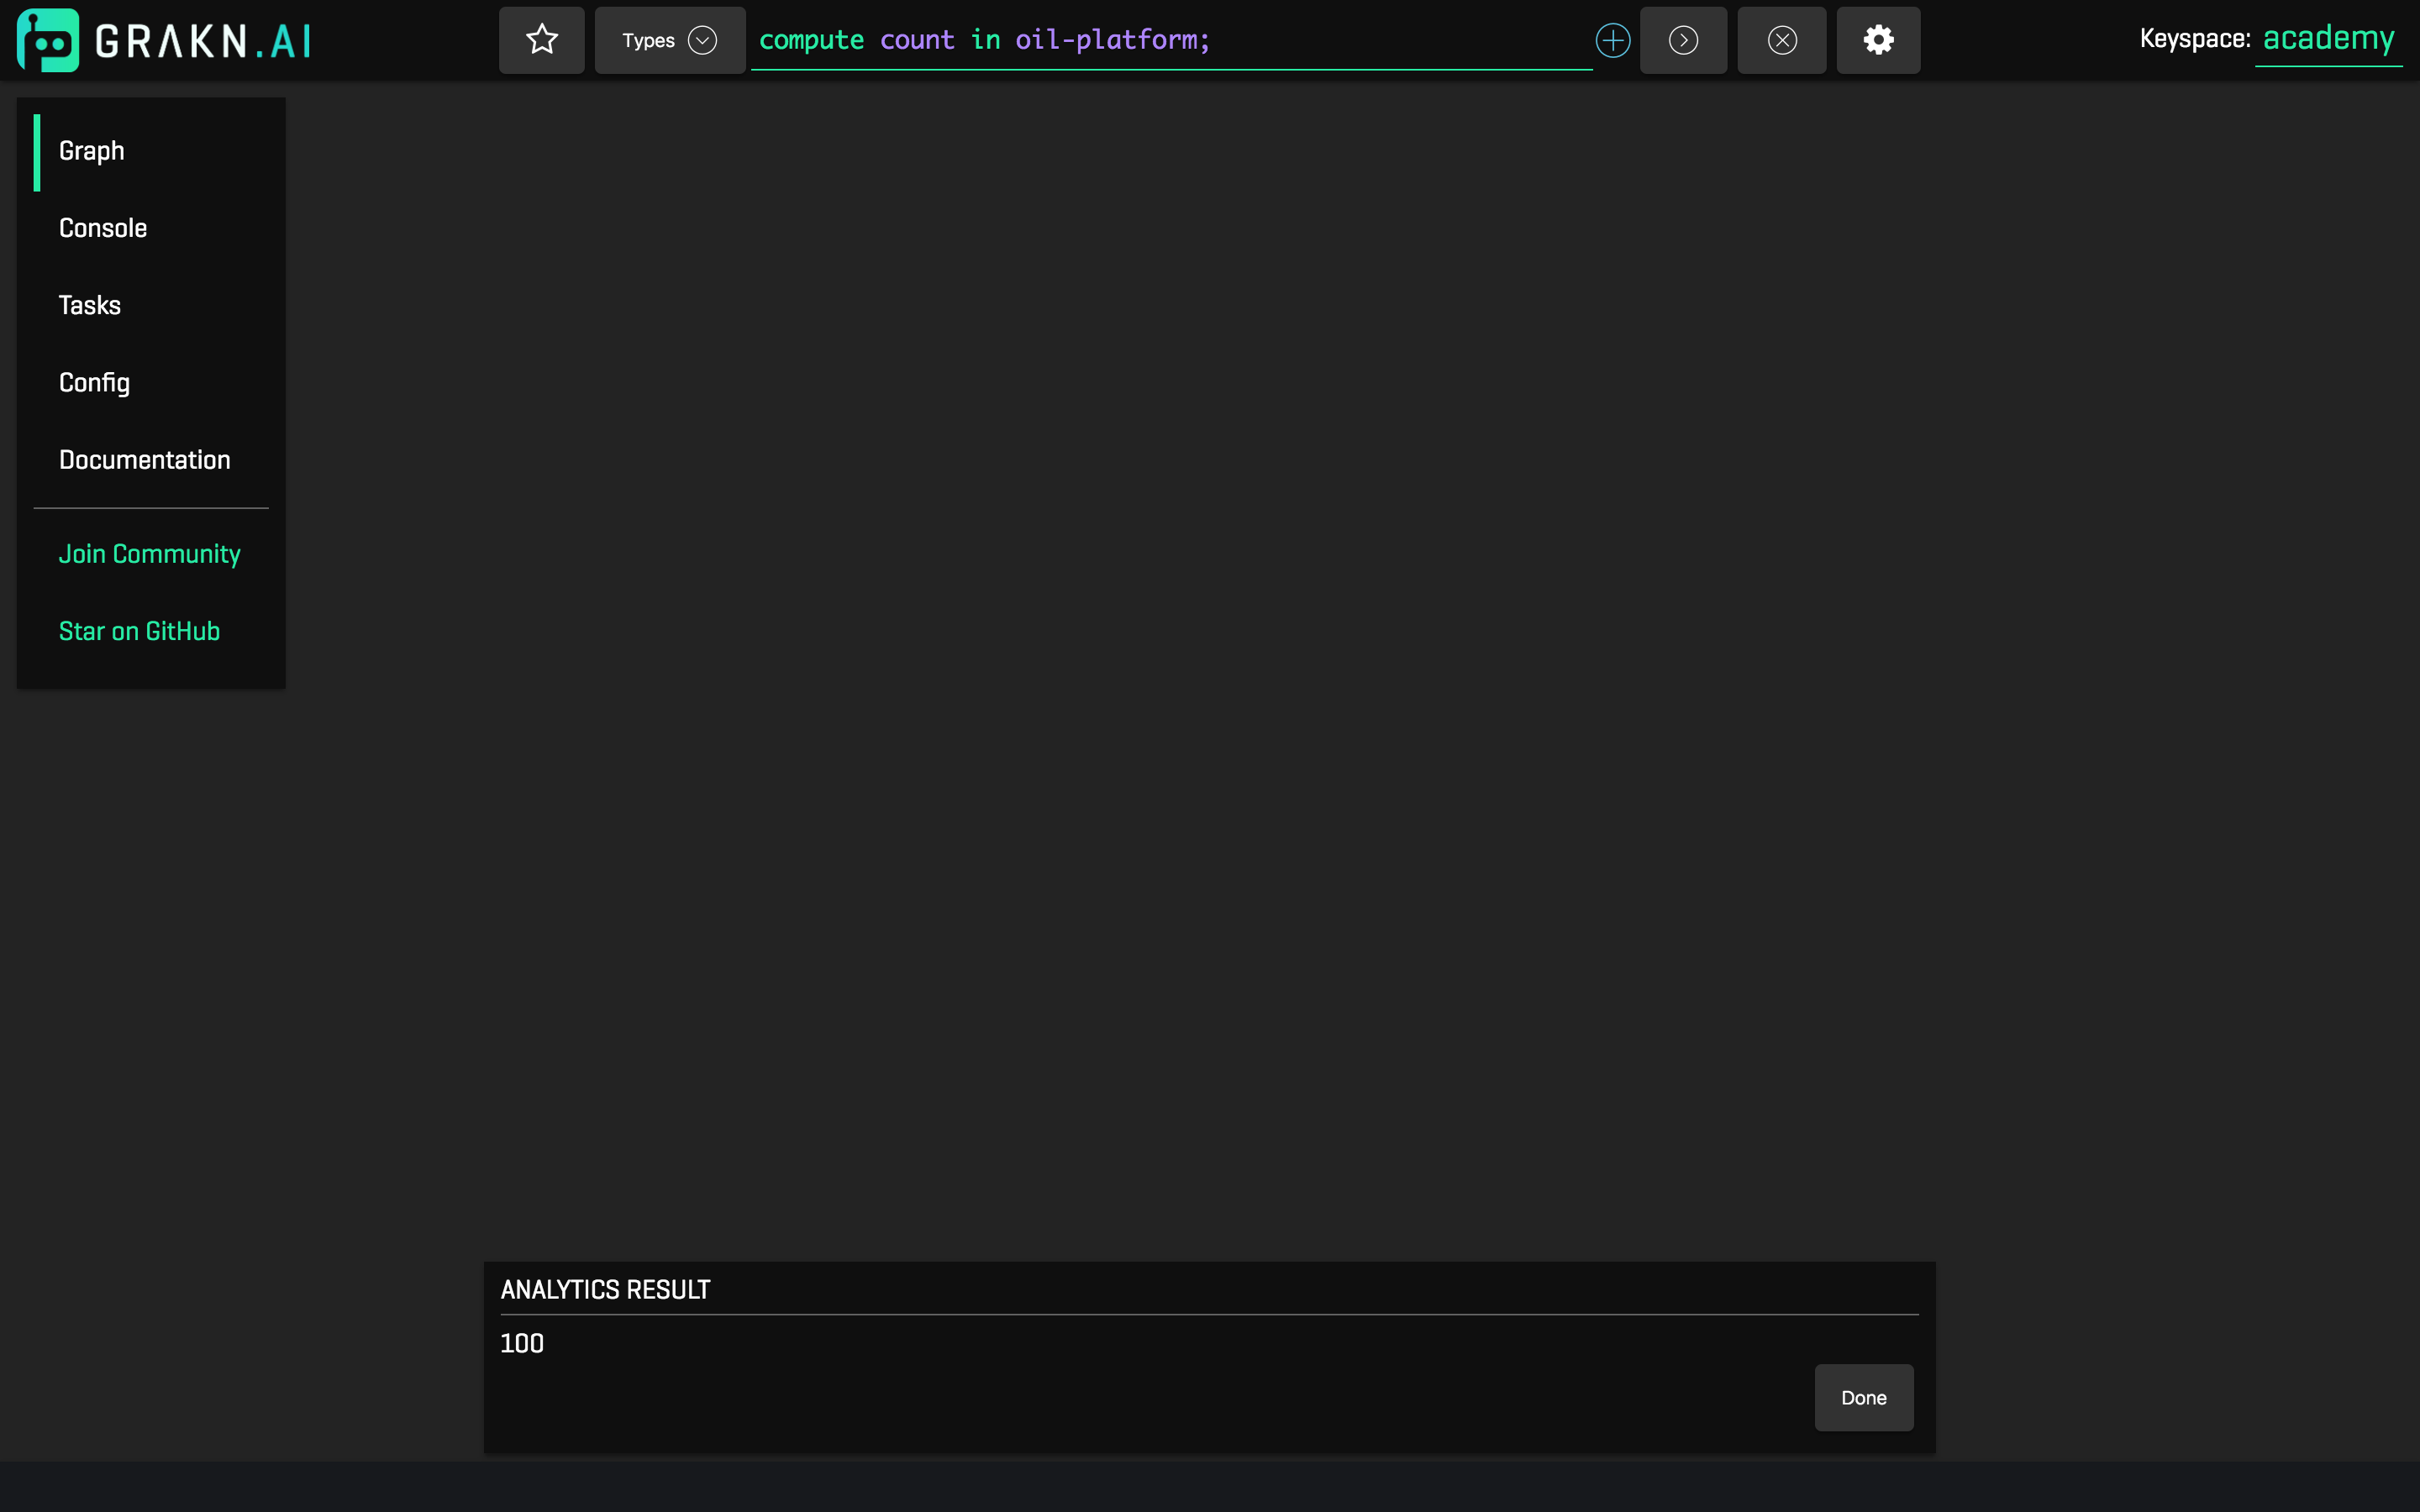 GRAKN.AI
Types
compute count in oil-platform;
Keyspace: academy
Graph
Console
Tasks
Config
Documentation
Join Community
Star on GitHub
ANALYTICS RESULT
100
Done